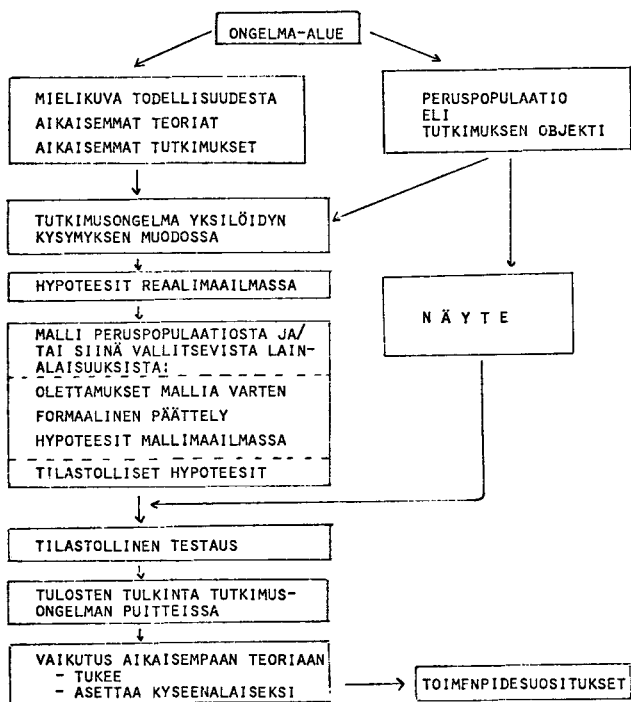 ONGELMA-ALUE
MIELIKUVA TODELLISUUDESTA
AIKAISEMMAT TEORIAT
AIKAISEMMAT TUTKIMUKSET
PERUSPOPULAATIO
ELI
TUTKIMUKSEN OBJEKTI
TUTKIMUSONGELMA YKSILÖIDYN
KYSYMYKSEN MUODOSSA
HYPOTEESIT REAALIMAAILMASSA
NÄYTE
MALLI PERUSPOPULAATIOSTA JA/
TAI SIINÄ VALLITSEVISTA LAIN-
ALAISUUKSISTA:
OLETTAMUKSET MALLIA VARTEN
FORMAALINEN PÄÄTTELY
HYPOTEESIT MALLIMAAILMASSA
TILASTOLLISET HYPOTEESIT
TILASTOLLINEN TESTAUS
TULOSTEN TULKINTA TUTKIMUS-
ONGELMAN PUITTEISSA
VAIKUTUS AIKAISEMPAAN TEORIAAN
- TUKEE
- ASETTAA KYSEENALAISEKSI
TOIMENPIDESUOSITUKSET